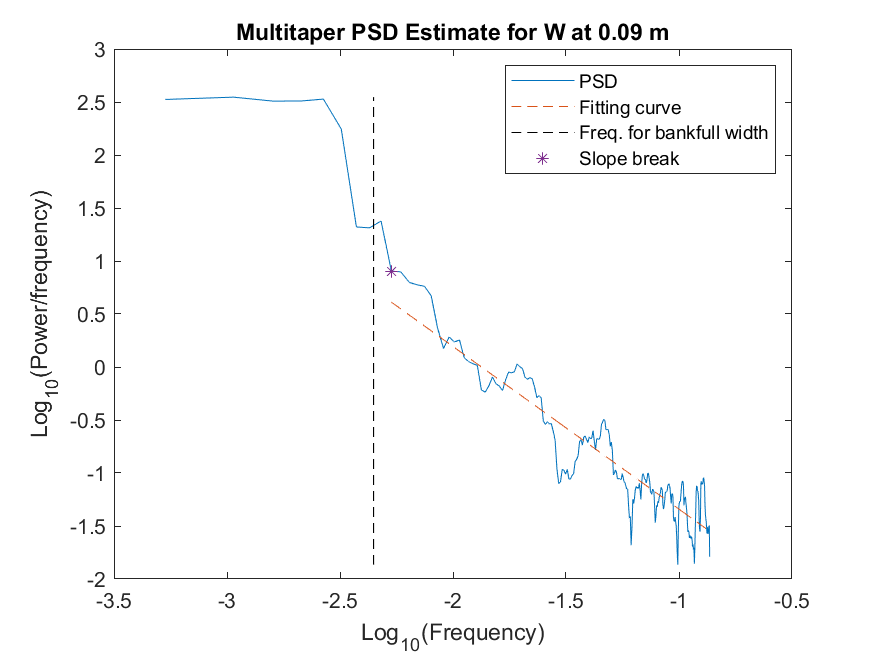 Multitaper PSD Estimate for W at 0.09 m
PSD
Fitting curve
Freq. for bankfull width
Slope break
3
2.5
2
1.5
1
0.5
0
-0.5
-1
-1.5
-2
Log10(Power/frequency)
-3.5 -3 -2.5 -2 -1.5 -1 -0.5
Log10(Frequency)